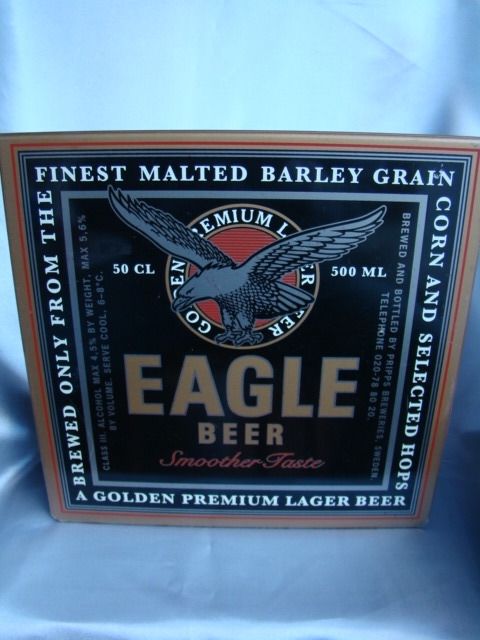 BREWED ONLY FROM THE
FINEST MALTED BARLEY GRAIN
CORN AND SELECTED HOPS
A GOLDEN PREMIUM LAGER BEER
CLASS III. ALCOHOL MAX 4.5% BY WEIGHT, MAX 5,6%
BY VOLUME. SERVE COOL, 6-8°C.
50 CL
GOLDEN PREMIUM L
500 ML
BREWED AND BOTTLED BY PRIPPS BREWERIES, SWEDEN
TELEPHONE 020-78 80 20.
EAGLE
BEER
Smoother Taste